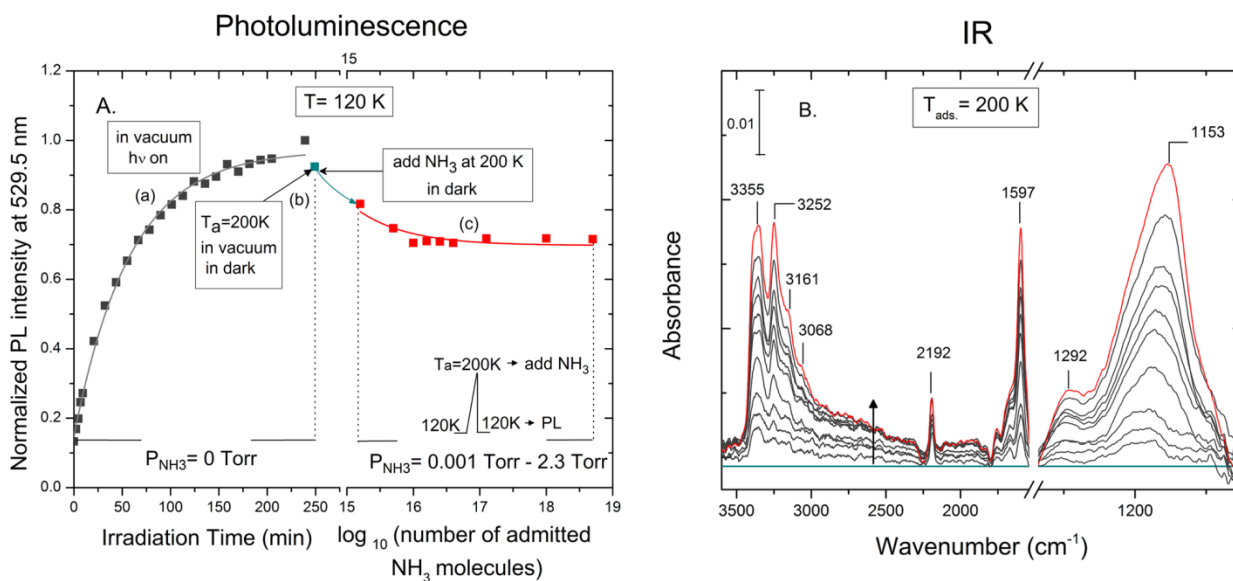 Photoluminescence
15
1.2
1.0
0.8
0.6
0.4
0.2
0.0
Normalized PL intensity at 529.5 nm
A.
T= 120 K
in vacuum
hν on
(a)
add NH3 at 200 K
in dark
(b)
Ta=200K
in vacuum
in dark
(c)
Ta=200K → add NH3
120K
120K → PL
PNH3= 0 Torr
PNH3= 0.001 Torr - 2.3 Torr
0 50 100 150 200 250 15 16 17 18 19
Irradiation Time (min)
log 10 (number of admitted
NH3 molecules)
IR
B.
Tads.= 200 K
0.01
1153
3355
3252
1597
3161
3068
2192
1292
Absorbance
3500 3000 2500 2000 1200
Wavenumber (cm-1)